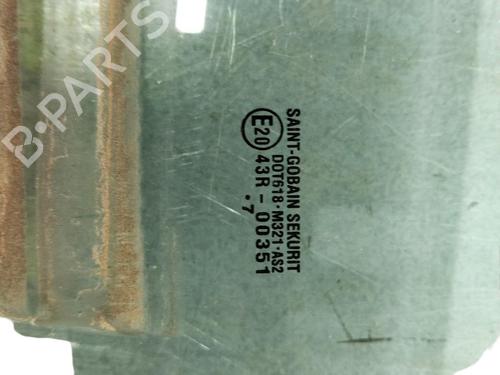 SAINT-GOBAIN SEKURIT
DOT618·M321·AS2
E20 43R-00351
.7
B-PARTS